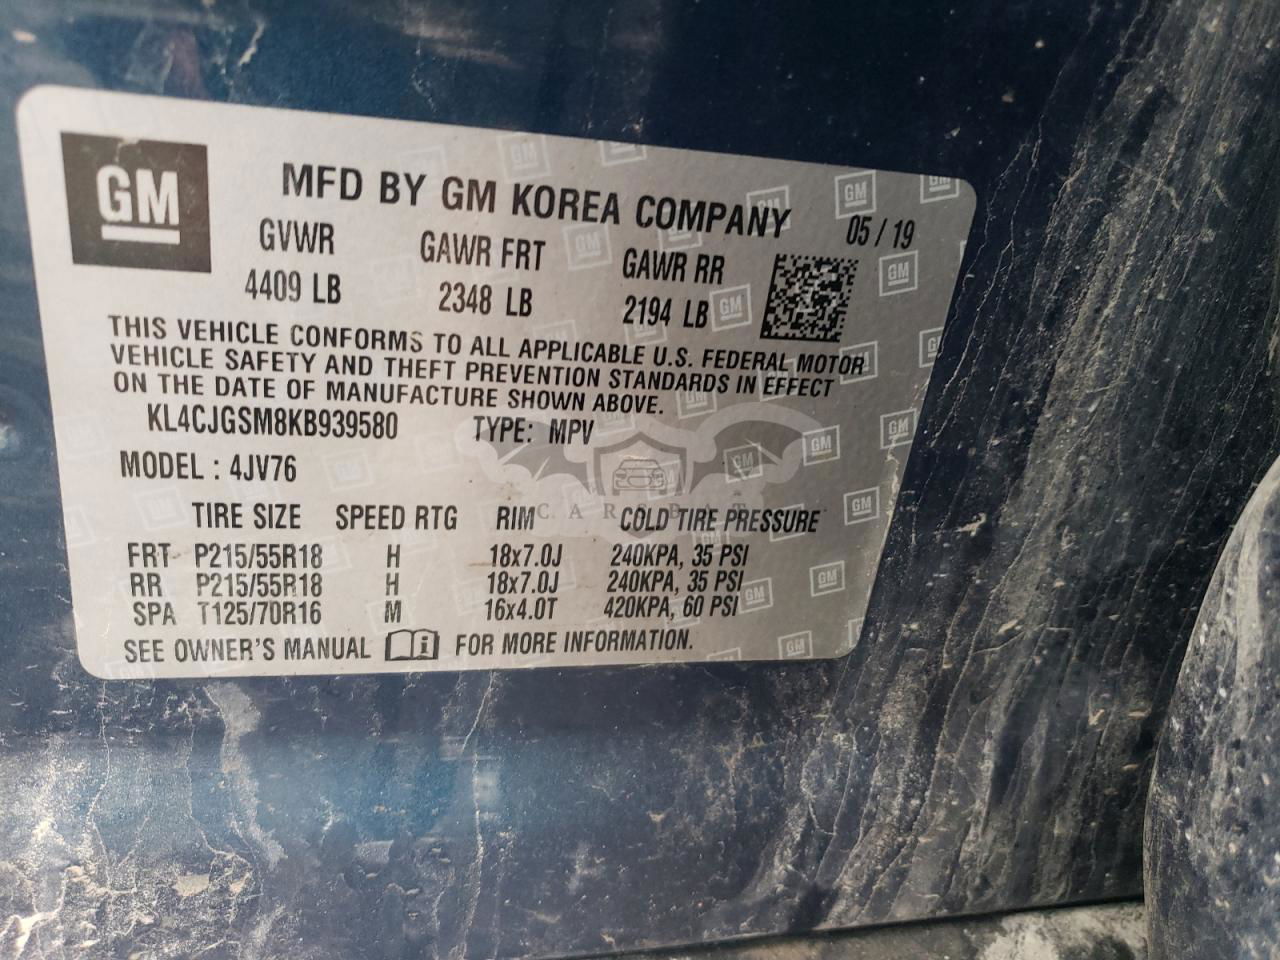 GM
MFD BY GM KOREA COMPANY
05 / 19
GVWR GAWR FRT GAWR RR
4409 LB 2348 LB 2194 LB
THIS VEHICLE CONFORMS TO ALL APPLICABLE U.S. FEDERAL MOTOR
VEHICLE SAFETY AND THEFT PREVENTION STANDARDS IN EFFECT
ON THE DATE OF MANUFACTURE SHOWN ABOVE.
KL4CJGSM8KB939580 TYPE: MPV
MODEL : 4JV76
TIRE SIZE SPEED RTG RIM COLD TIRE PRESSURE
FRT P215/55R18 H 18x7.0J 240KPA, 35 PSI
RR P215/55R18 H 18x7.0J 240KPA, 35 PSI
SPA T125/70R16 M 16x4.0T 420KPA, 60 PSI
SEE OWNER'S MANUAL FOR MORE INFORMATION.